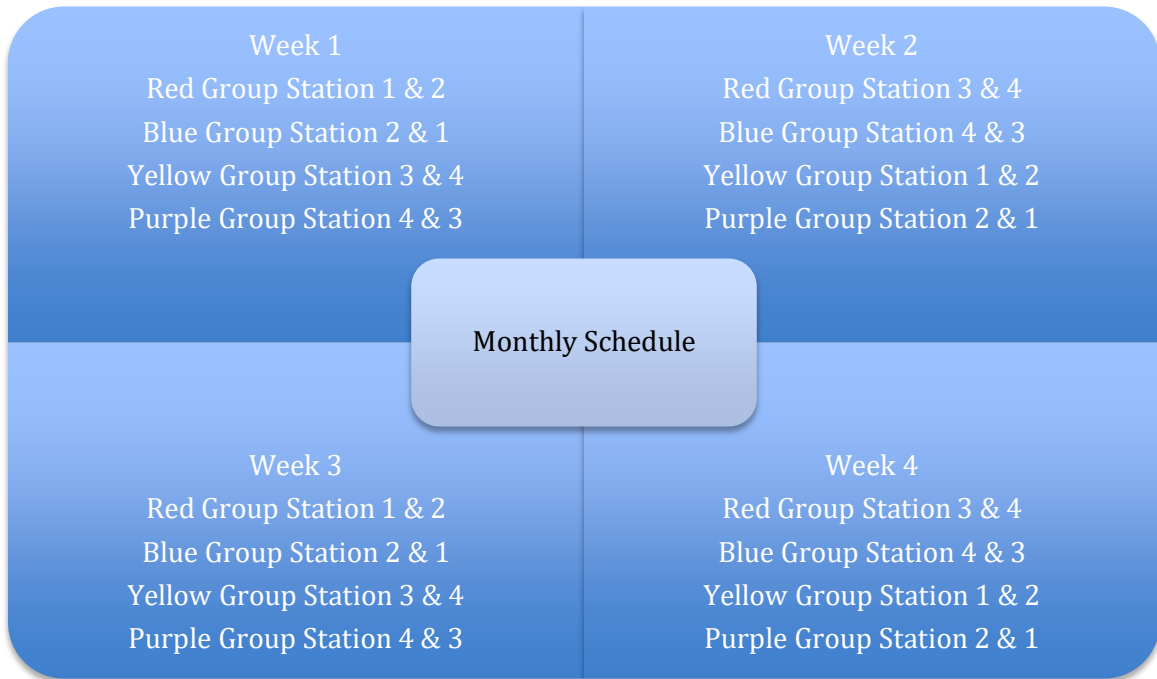 Week 1
Red Group Station 1 & 2
Blue Group Station 2 & 1
Yellow Group Station 3 & 4
Purple Group Station 4 & 3
Week 2
Red Group Station 3 & 4
Blue Group Station 4 & 3
Yellow Group Station 1 & 2
Purple Group Station 2 & 1
Monthly Schedule
Week 3
Red Group Station 1 & 2
Blue Group Station 2 & 1
Yellow Group Station 3 & 4
Purple Group Station 4 & 3
Week 4
Red Group Station 3 & 4
Blue Group Station 4 & 3
Yellow Group Station 1 & 2
Purple Group Station 2 & 1